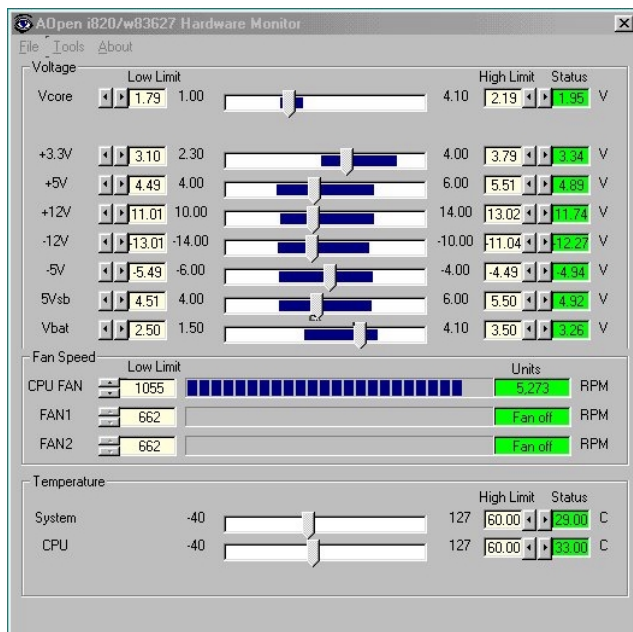 AOpen i820/w83627 Hardware Monitor
File Tools About
Voltage
Low Limit High Limit Status
Vcore 1.79 1.00 4.10 2.19 1.95 V
+3.3V 3.10 2.30 4.00 3.79 3.34 V
+5V 4.49 4.00 6.00 5.51 4.89 V
+12V 11.01 10.00 14.00 13.02 11.74 V
-12V -13.01 -14.00 -10.00 -11.04 -12.27 V
-5V -5.49 -6.00 -4.00 -4.49 -4.94 V
5Vsb 4.51 4.00 6.00 5.50 4.92 V
Vbat 2.50 1.50 4.10 3.50 3.26 V
Fan Speed
Low Limit Units
CPU FAN 1055 5,273 RPM
FAN1 662 Fan off RPM
FAN2 662 Fan off RPM
Temperature
High Limit Status
System -40 127 60.00 29.00 C
CPU -40 127 60.00 33.00 C